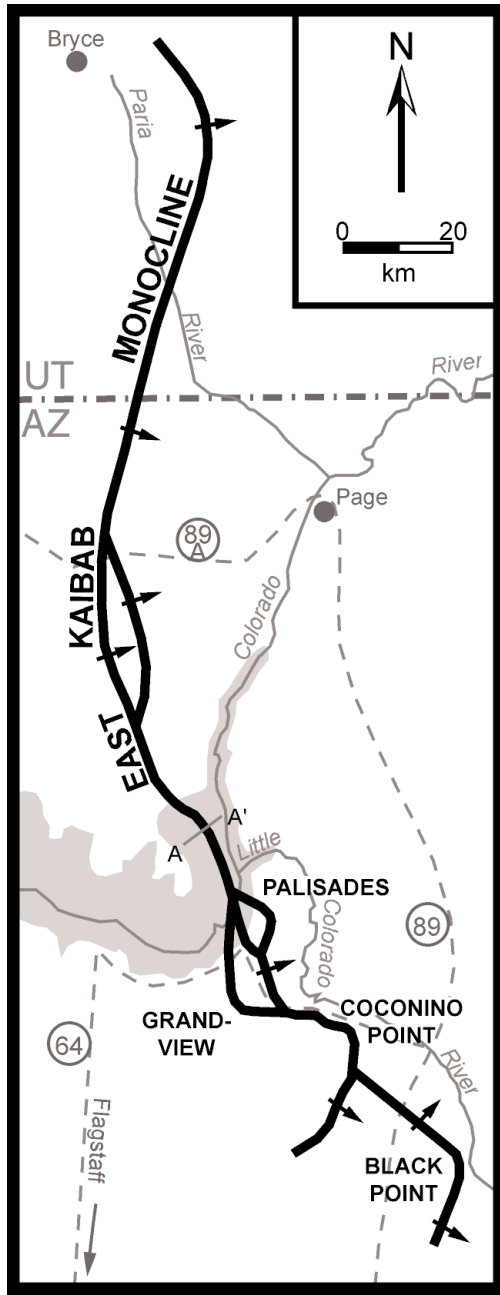 Bryce
N
0 20
km
Paria
River
MONOCLINE
River
UT
AZ
Page
89
A
KAIBAB
Colorado
EAST
A'
A
Little
PALISADES
Colorado
89
GRAND-
VIEW
COCONINO
POINT
64
River
Flagstaff
BLACK
POINT